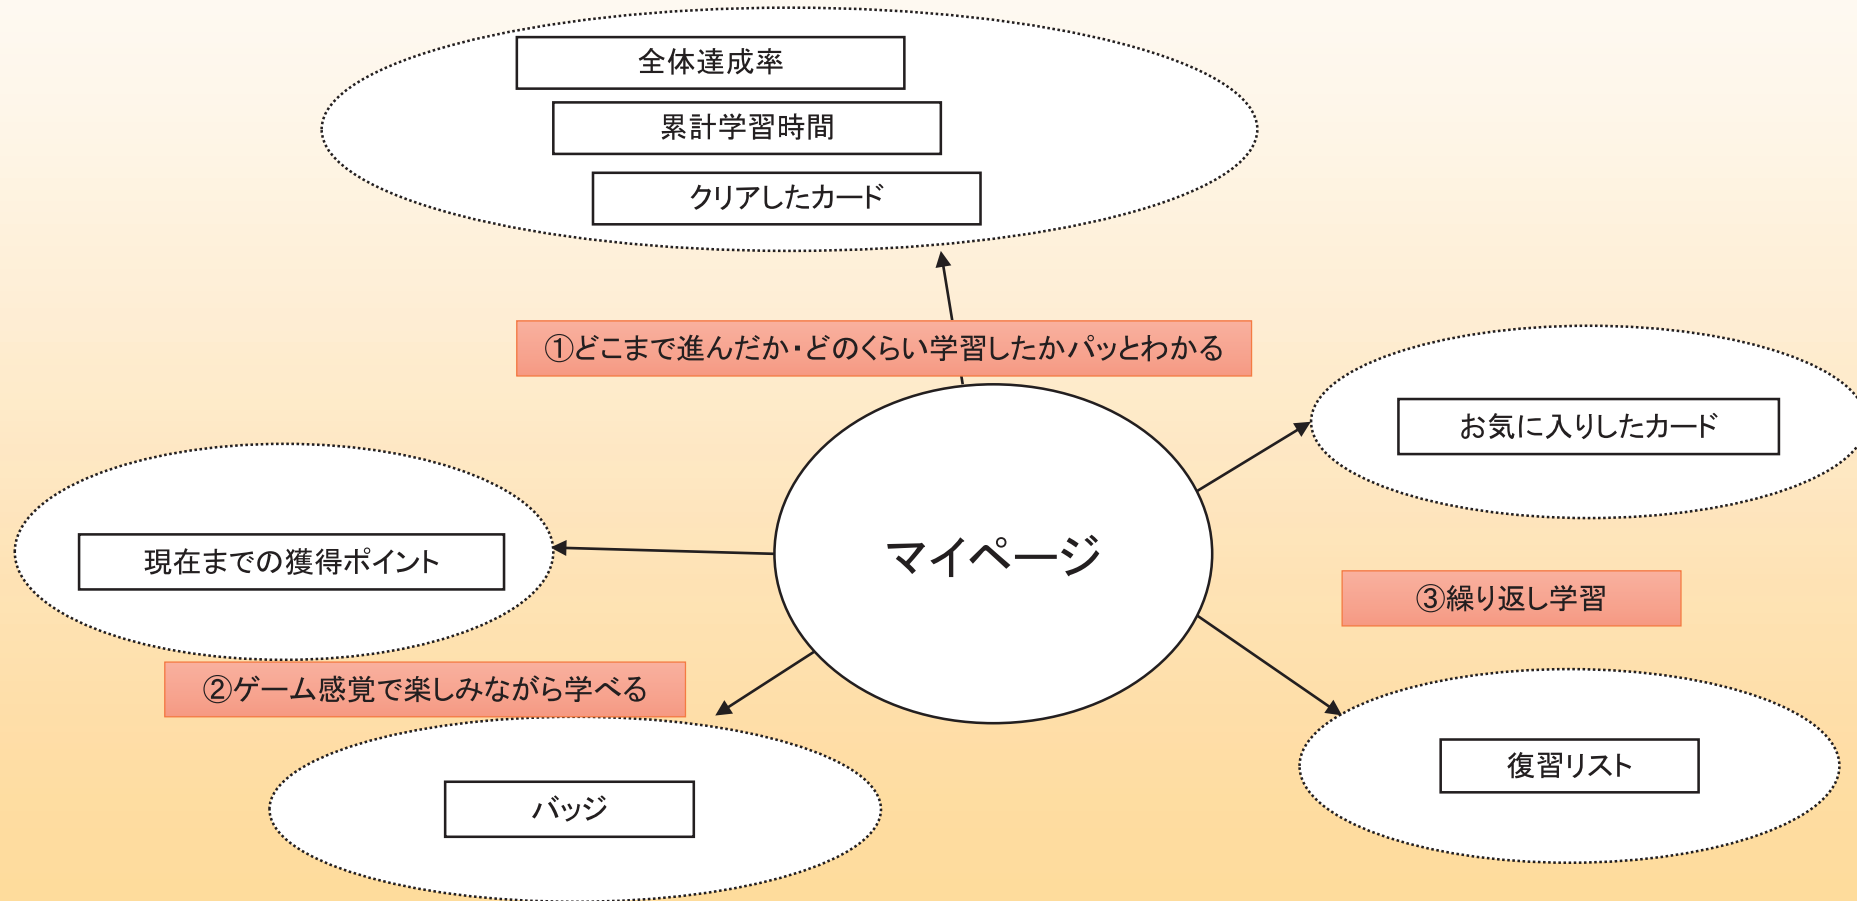 全体達成率
累計学習時間
クリアしたカード
①どこまで進んだか・どのくらい学習したかパッとわかる
お気に入りしたカード
現在までの獲得ポイント
マイページ
③繰り返し学習
②ゲーム感覚で楽しみながら学べる
復習リスト
バッジ